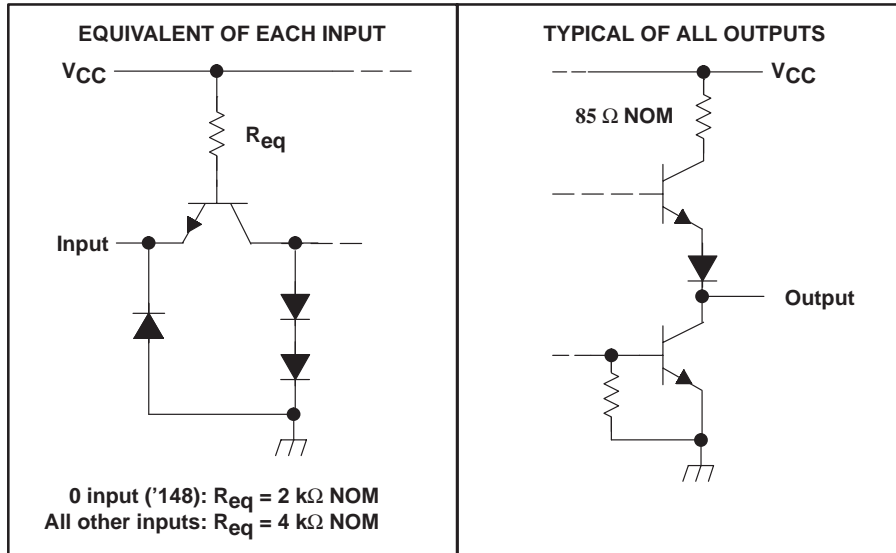 EQUIVALENT OF EACH INPUT
VCC
Req
Input
0 input ('148): Req = 2 kΩ NOM
All other inputs: Req = 4 kΩ NOM
TYPICAL OF ALL OUTPUTS
VCC
85 Ω NOM
Output